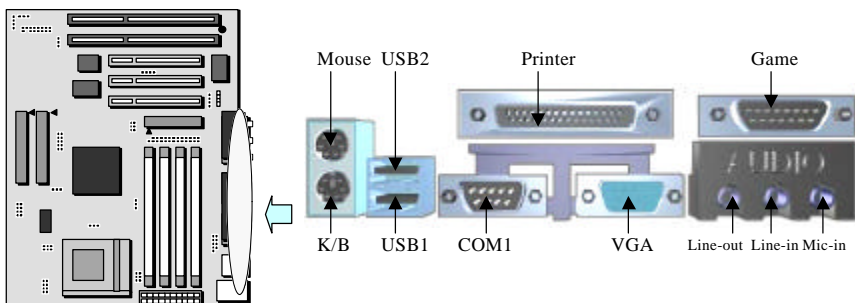 Mouse USB2 Printer Game
AUDIO
K/B USB1 COM1 VGA Line-out Line-in Mic-in